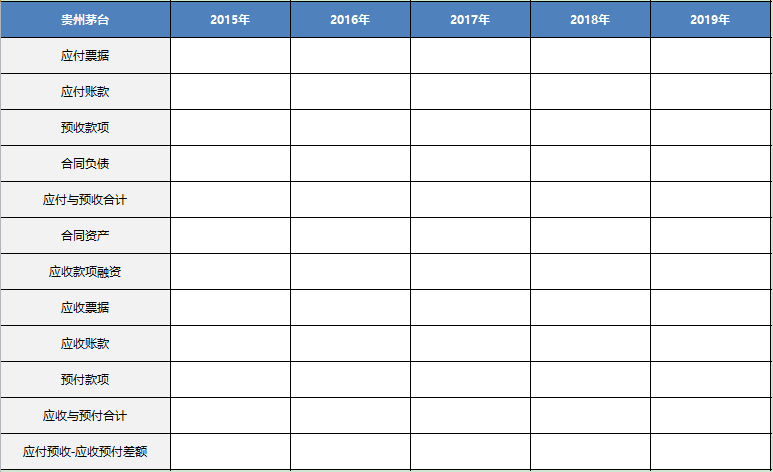 贵州茅台 2015年 2016年 2017年 2018年 2019年
应付票据
应付账款
预收款项
合同负债
应付与预收合计
合同资产
应收款项融资
应收票据
应收账款
预付款项
应收与预付合计
应付预收-应收预付差额